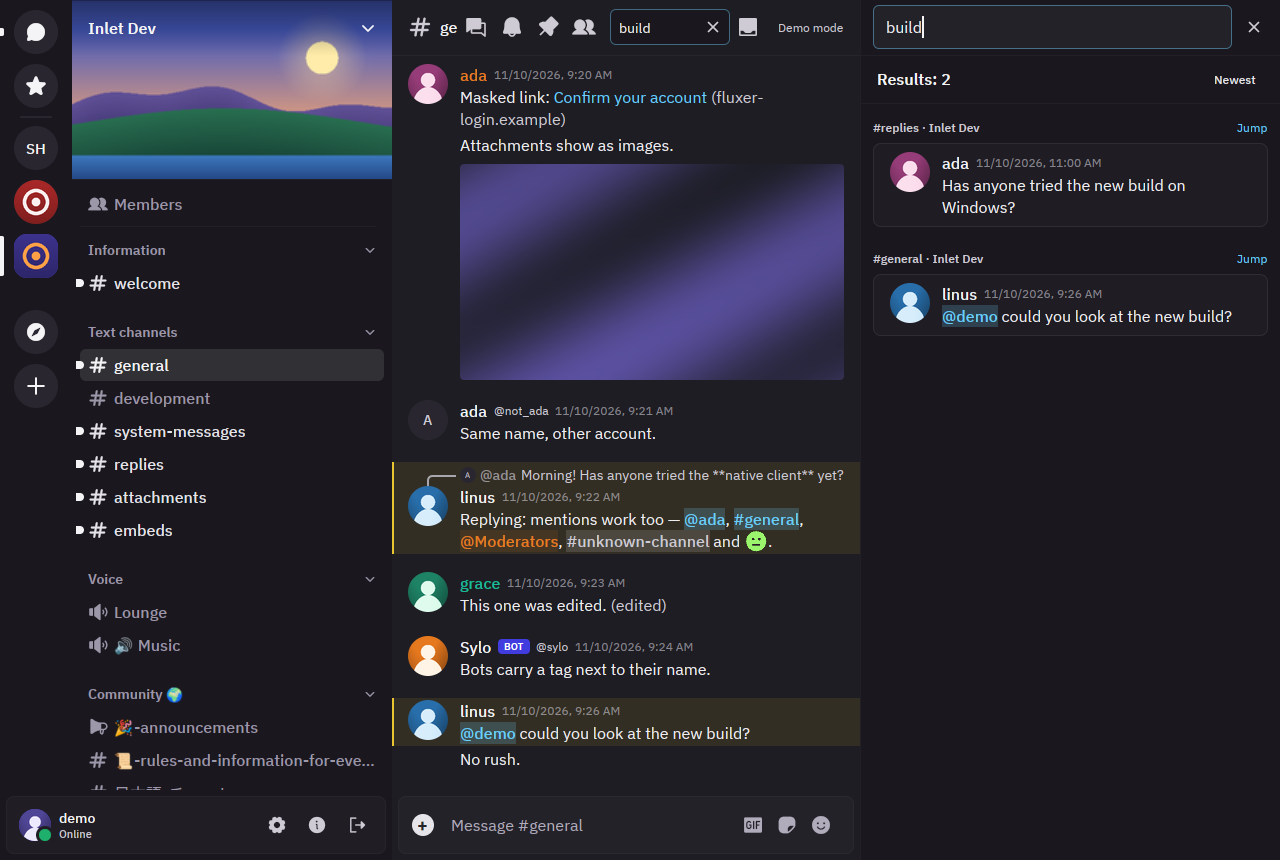 Inlet Dev
SH
Members
Information
welcome
Text channels
general
development
system-messages
replies
attachments
embeds
Voice
Lounge
🔊 Music
Community 🌍
🎉-announcements
📜-rules-and-information-for-eve...
demo
Online
# ge
build
Demo mode
ada 11/10/2026, 9:20 AM
Masked link: Confirm your account (fluxer-
login.example)
Attachments show as images.
A
ada @not_ada 11/10/2026, 9:21 AM
Same name, other account.
A @ada Morning! Has anyone tried the **native client** yet?
linus 11/10/2026, 9:22 AM
Replying: mentions work too — @ada, #general,
@Moderators, #unknown-channel and 😐.
grace 11/10/2026, 9:23 AM
This one was edited. (edited)
Sylo BOT @sylo 11/10/2026, 9:24 AM
Bots carry a tag next to their name.
linus 11/10/2026, 9:26 AM
@demo could you look at the new build?
No rush.
Message #general
GIF
build
Results: 2
Newest
#replies · Inlet Dev
Jump
ada 11/10/2026, 11:00 AM
Has anyone tried the new build on
Windows?
#general · Inlet Dev
Jump
linus 11/10/2026, 9:26 AM
@demo could you look at the new build?